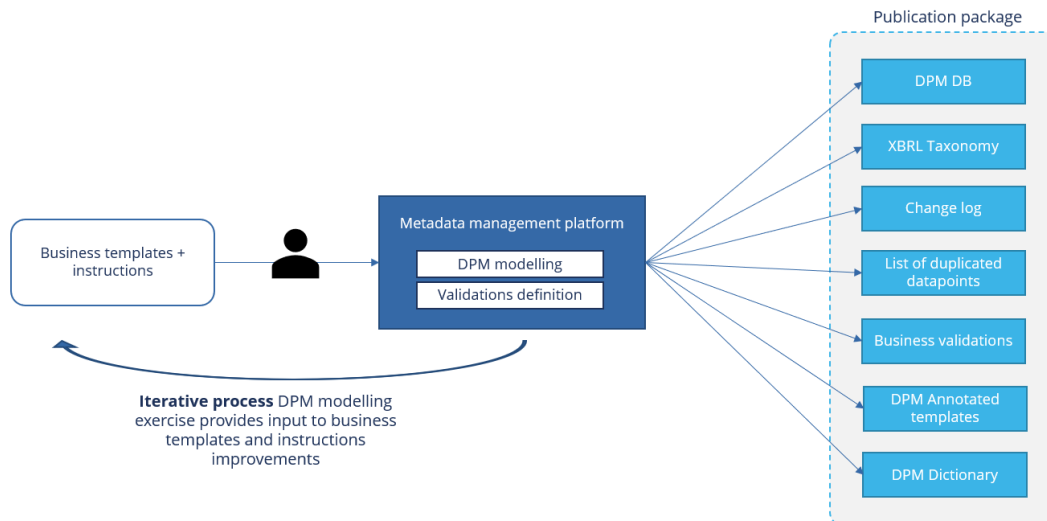 Publication package
DPM DB
XBRL Taxonomy
Change log
List of duplicated
datapoints
Business validations
DPM Annotated
templates
DPM Dictionary
Metadata management platform
DPM modelling
Validations definition
Business templates +
instructions
Iterative process DPM modelling
exercise provides input to business
templates and instructions
improvements